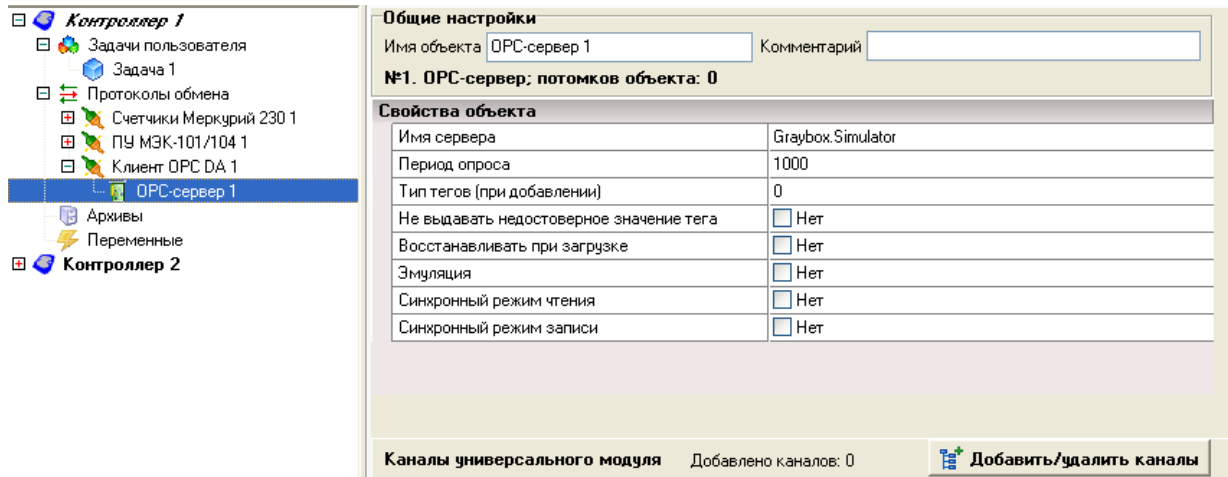 Контроллер 1
Задачи пользователя
Задача 1
Протоколы обмена
Счетчики Меркурий 230 1
ПУ МЭК-101/104 1
Клиент OPC DA 1
OPC-сервер 1
Архивы
Переменные
Контроллер 2
Общие настройки
Имя объекта OPC-сервер 1 Комментарий
№1. OPC-сервер; потомков объекта: 0
Свойства объекта
Имя сервера Graybox.Simulator
Период опроса 1000
Тип тегов (при добавлении) 0
Не выдавать недостоверное значение тега Нет
Восстанавливать при загрузке Нет
Эмуляция Нет
Синхронный режим чтения Нет
Синхронный режим записи Нет
Каналы универсального модуля Добавлено каналов: 0 Добавить/удалить каналы